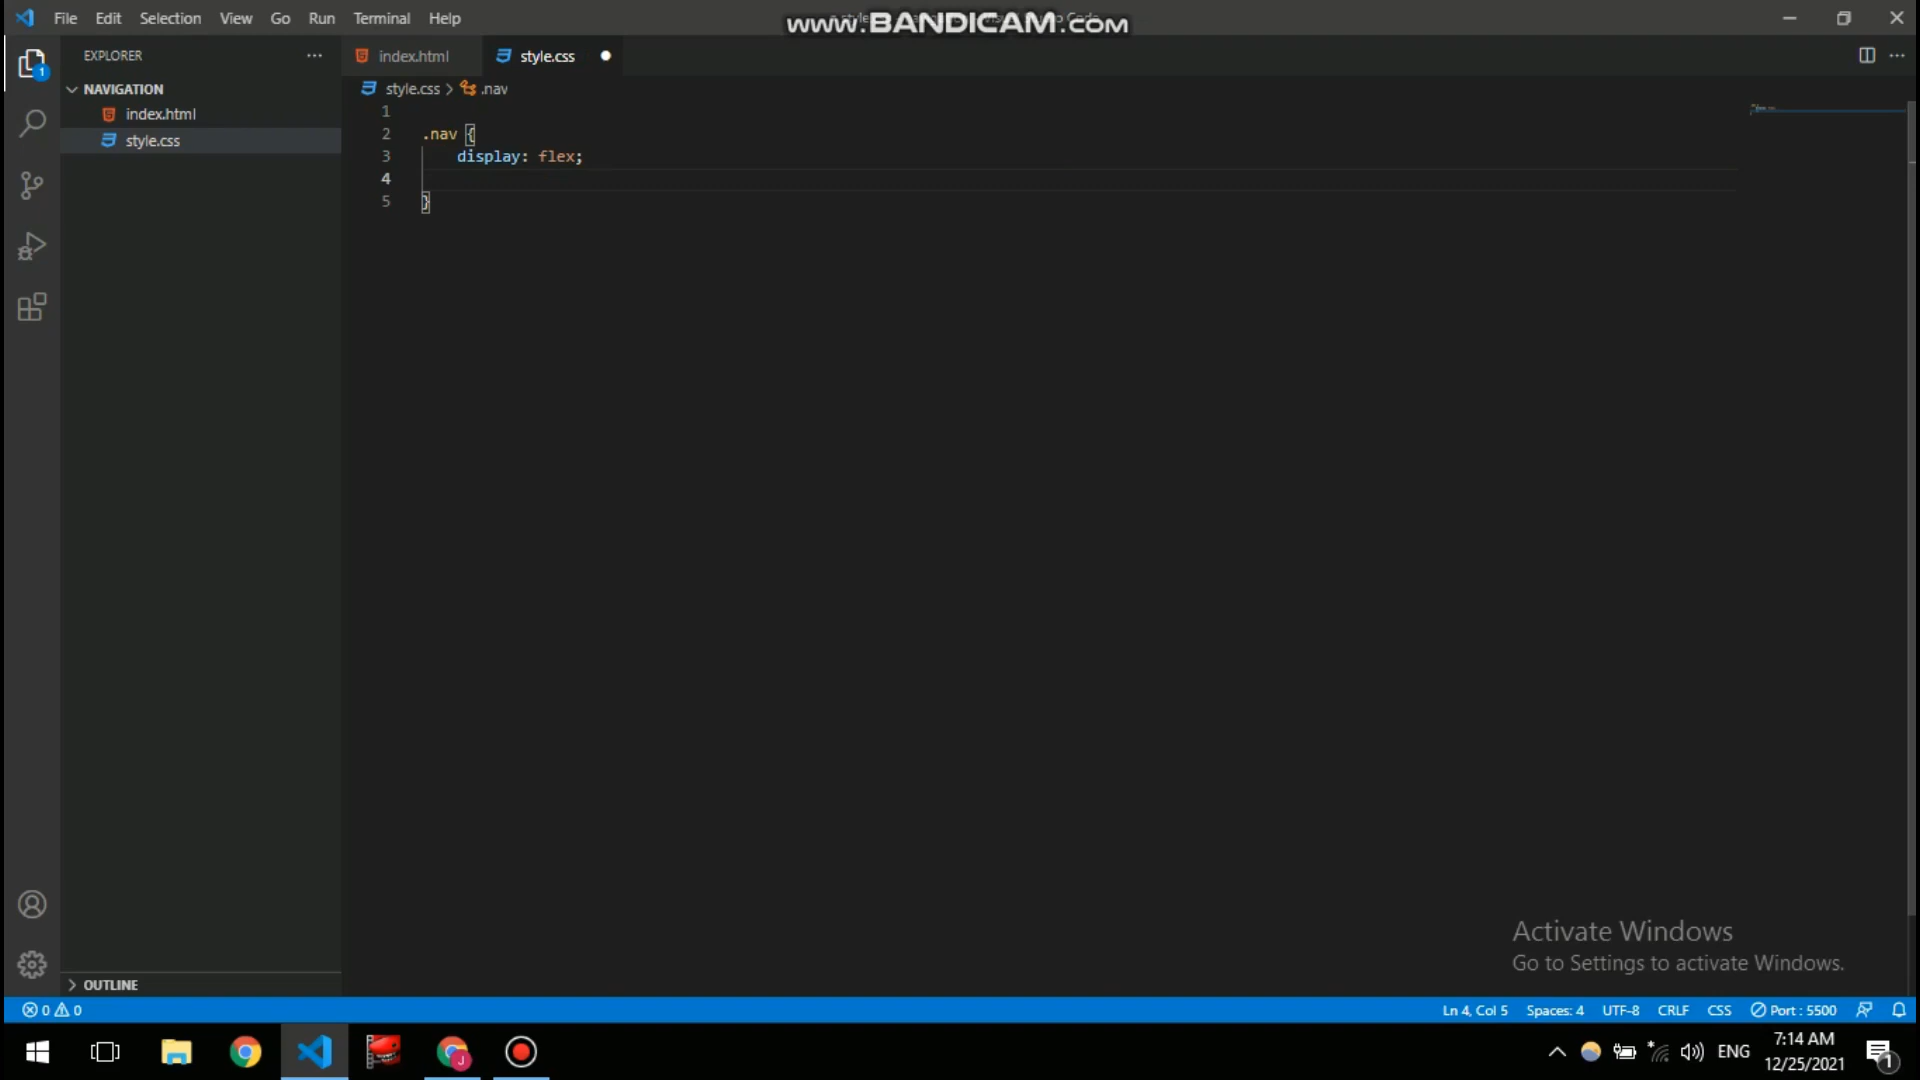 File Edit Selection View Go Run Terminal Help
www.BANDICAM.com
EXPLORER
index.html
style.css
1
NAVIGATION
index.html
style.css
style.css > .nav
1
2 .nav {
3 display: flex;
4
5 }
Activate Windows
Go to Settings to activate Windows.
OUTLINE
0 0
Ln 4, Col 5 Spaces: 4 UTF-8 CRLF CSS Port : 5500
J
ENG
7:14 AM
12/25/2021
1